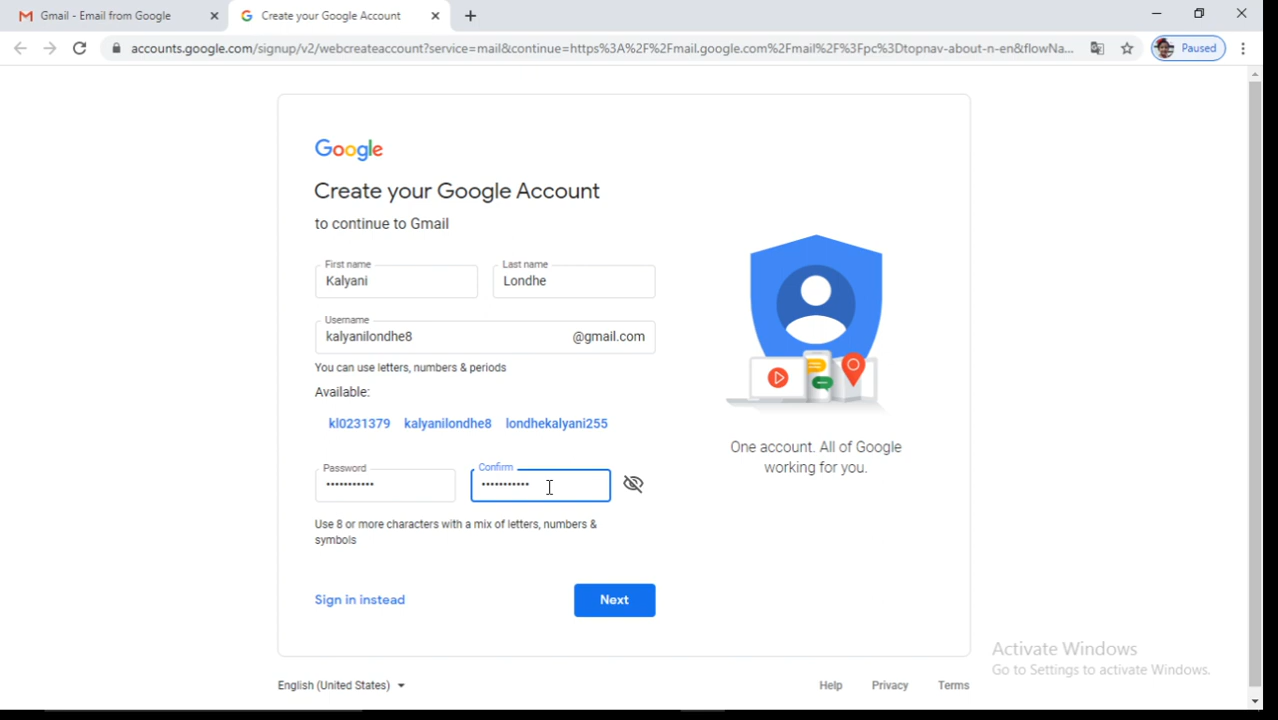 Gmail - Email from Google
Create your Google Account
accounts.google.com/signup/v2/webcreateaccount?service=mail&continue=https%3A%2F%2Fmail.google.com%2Fmail%2F%3Fpc%3Dtopnav-about-n-en&flowNa...
Paused
Google
Create your Google Account
to continue to Gmail
First name
Last name
Kalyani
Londhe
Username
kalyanilondhe8
@gmail.com
You can use letters, numbers & periods
Available:
kl0231379 kalyanilondhe8 londhekalyani255
Password
Confirm
•••••••••••
•••••••••••
Use 8 or more characters with a mix of letters, numbers &
symbols
Sign in instead
Next
One account. All of Google
working for you.
Activate Windows
Go to Settings to activate Windows.
English (United States)
Help
Privacy
Terms